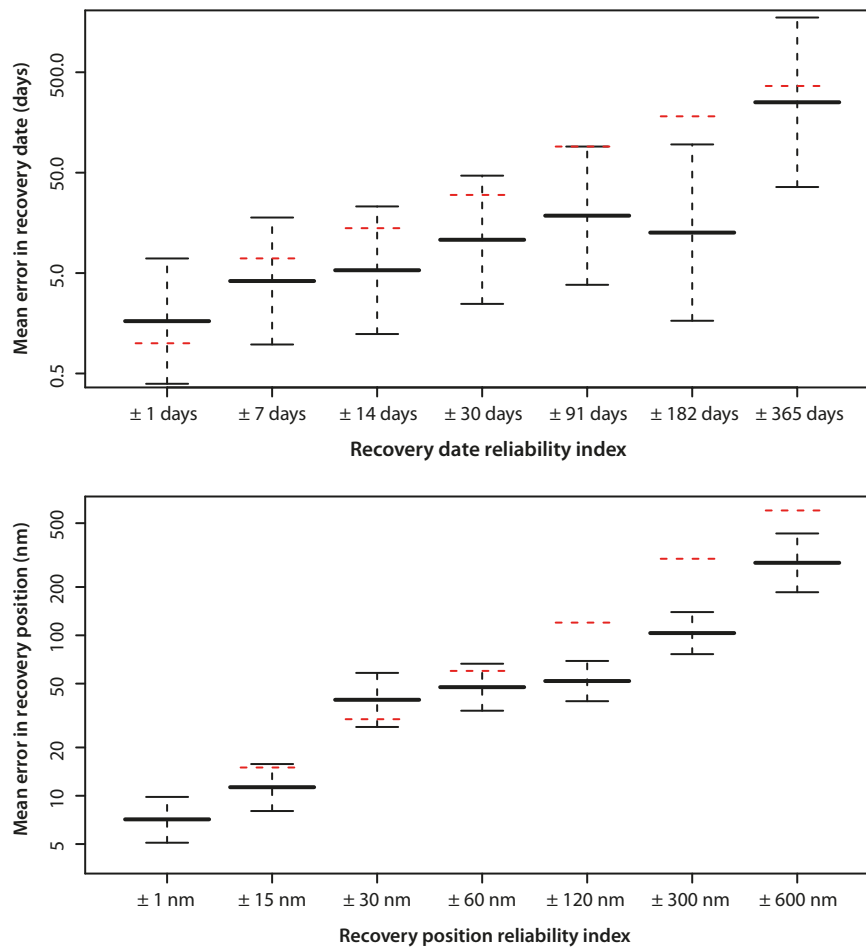 Mean error in recovery date (days)
500.0
50.0
5.0
0.5
± 1 days
± 7 days
± 14 days
± 30 days
± 91 days
± 182 days
± 365 days
Recovery date reliability index
Mean error in recovery position (nm)
500
200
100
50
20
10
5
± 1 nm
± 15 nm
± 30 nm
± 60 nm
± 120 nm
± 300 nm
± 600 nm
Recovery position reliability index